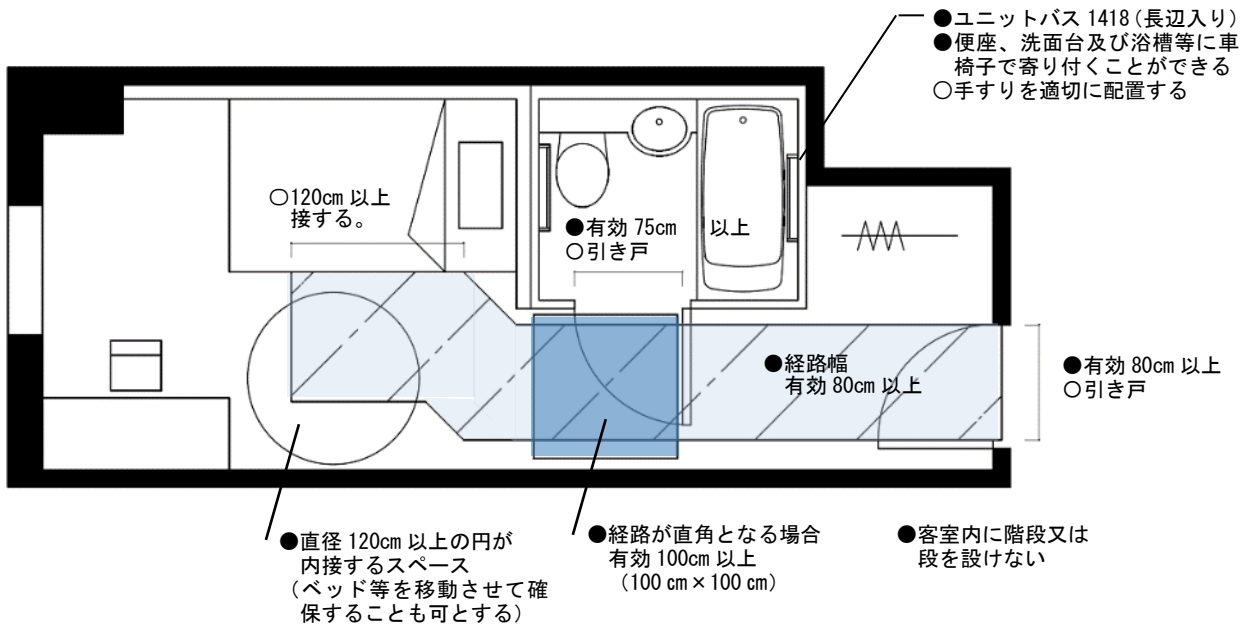 ●ユニットバス 1418(長辺入り)
●便座、洗面台及び浴槽等に車
椅子で寄り付くことができる
○手すりを適切に配置する
○120cm 以上
接する。
●有効 75cm 以上
○引き戸
●経路幅
有効 80cm 以上
●有効 80cm 以上
○引き戸
●直径 120cm 以上の円が
内接するスペース
(ベッド等を移動させて確
保することも可とする)
●経路が直角となる場合
有効 100cm 以上
(100 cm×100 cm)
●客室内に階段又は
段を設けない